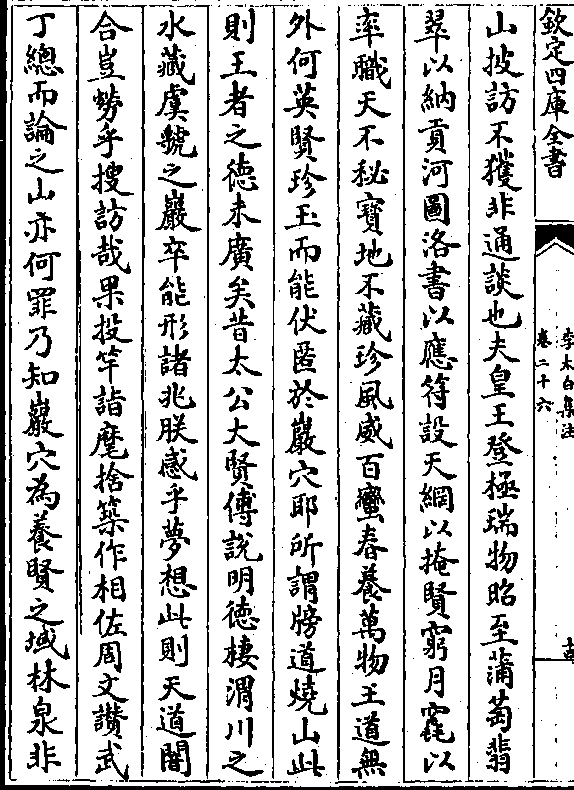 欽定四庫全書
李太白集注
卷二十六
山披訪不獲非通談也夫皇王登極瑞物昭至蒲萄翡
翠以納貢河圖洛書以應符設天網以掩賢窮月竁以
率職天不秘寶地不藏珍風威百蠻春養萬物王道無
外何英賢珍玉而能伏匿於巖穴耶所謂牓道燒山此
則王者之德未廣矣昔太公大賢傅說明德棲渭川之
水藏虞虢之巖卒能形諸兆朕感乎夢想此則天道闇
合豈勞乎搜訪哉果投竿詣麾捨築作相佐周文讚武
丁總而論之山亦何罪乃知巖穴為養賢之域林泉非